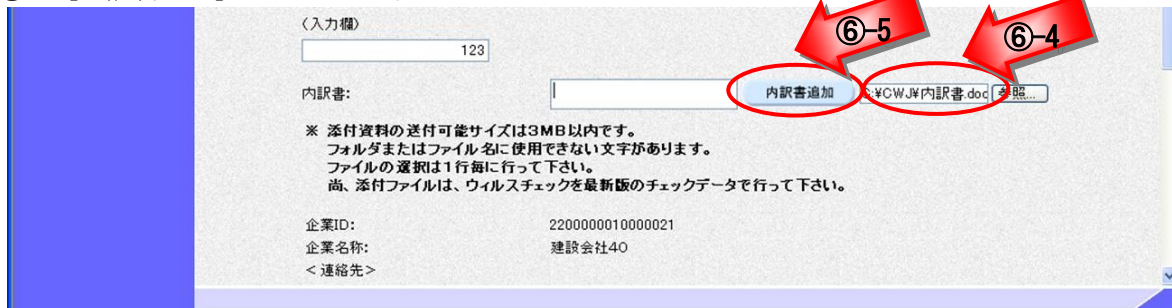 〈入力欄〉
⑥-5
⑥-4
123
内訳書:
内訳書追加
C:¥CWJ¥内訳書.doc
参照...
※ 添付資料の送付可能サイズは3MB以内です。
フォルダまたはファイル名に使用できない文字があります。
ファイルの選択は1行毎に行って下さい。
尚、添付ファイルは、ウィルスチェックを最新版のチェックデータで行って下さい。
企業ID: 2200000010000021
企業名称: 建設会社40
<連絡先>